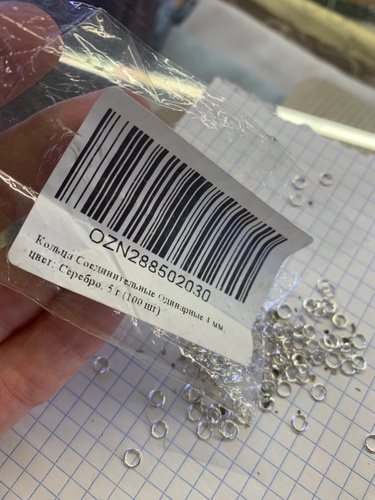 OZN288502030
Кольца Соединительные Одинарные 4 мм.
цвет: Серебро, 5 г (100 шт)